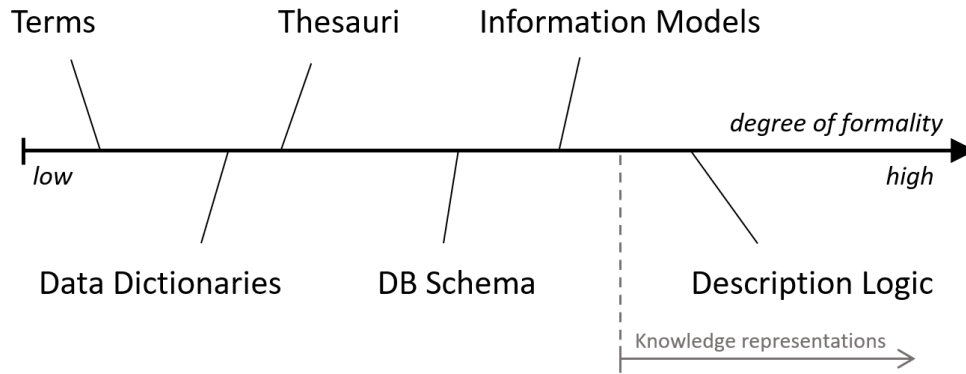 Terms
Thesauri
Information Models
degree of formality
low
high
Data Dictionaries
DB Schema
Description Logic
Knowledge representations